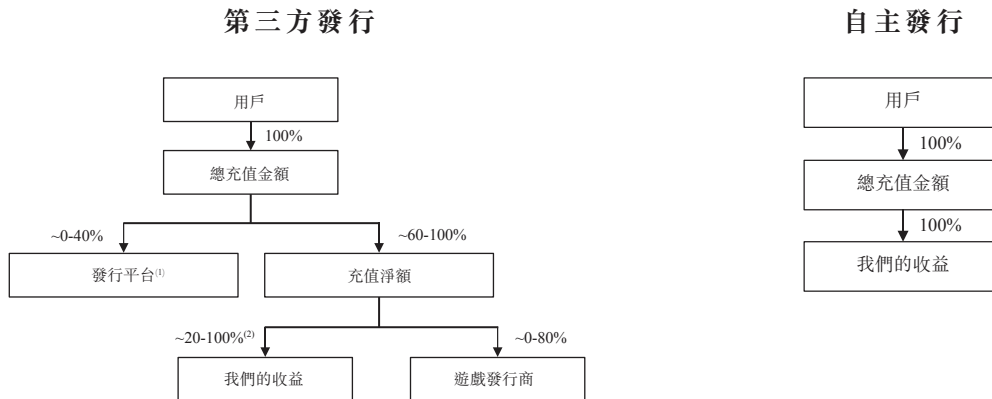 第三方發行
用戶
100%
總充值金額
~0-40%
~60-100%
發行平台(1)
充值淨額
~20-100%(2)
~0-80%
我們的收益
遊戲發行商
自主發行
用戶
100%
總充值金額
100%
我們的收益